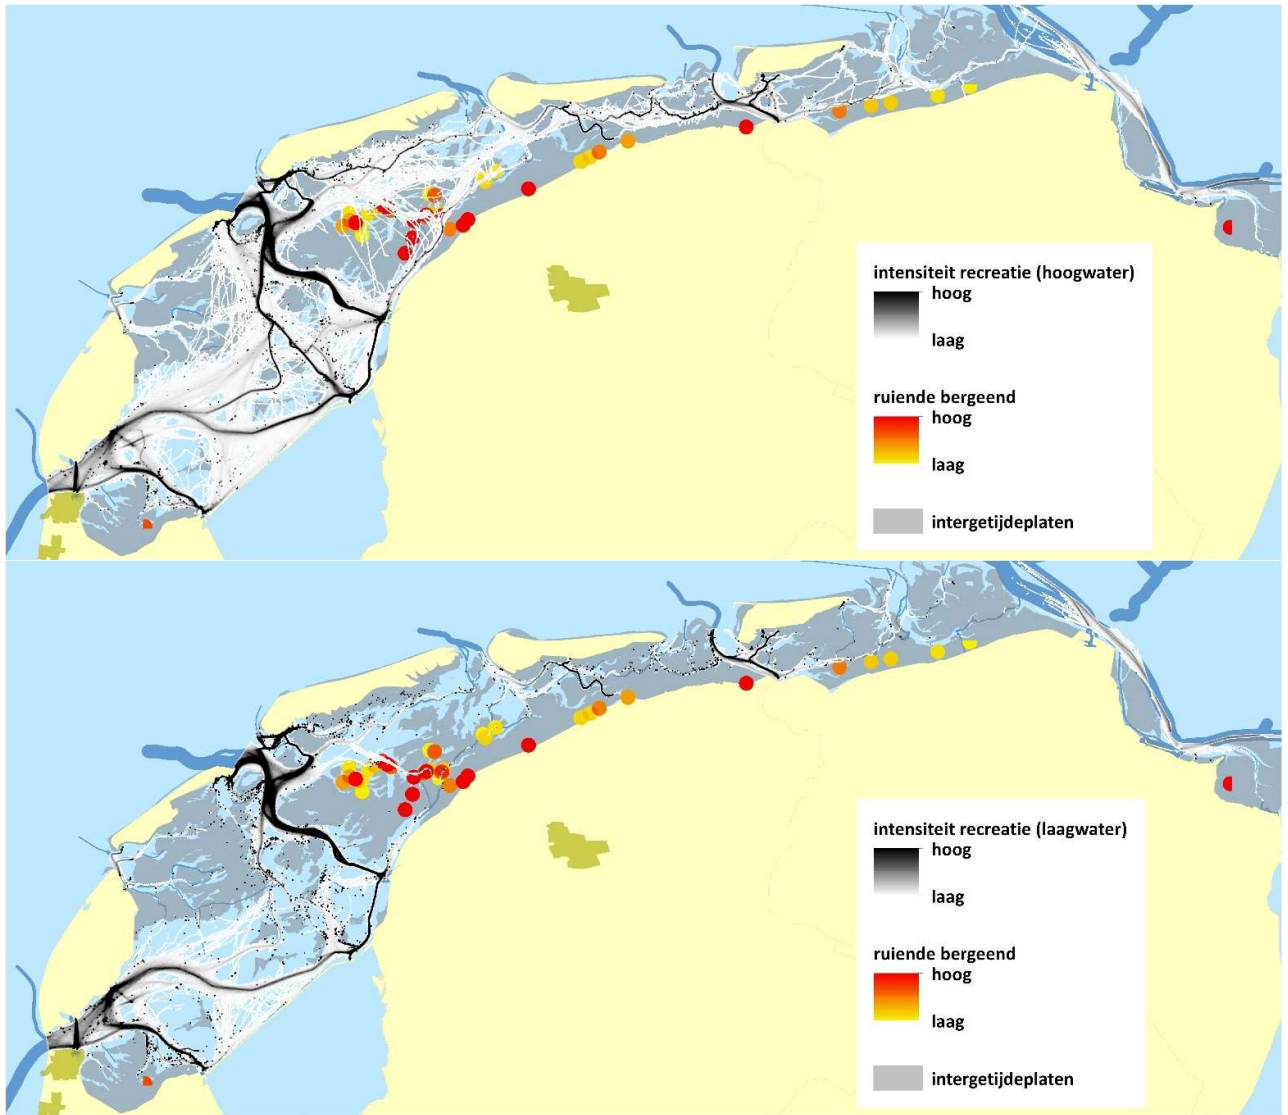 intensiteit recreatie (hoogwater)
hoog
laag
ruiende bergeend
hoog
laag
intergetijdeplaten
intensiteit recreatie (laagwater)
hoog
laag
ruiende bergeend
hoog
laag
intergetijdeplaten